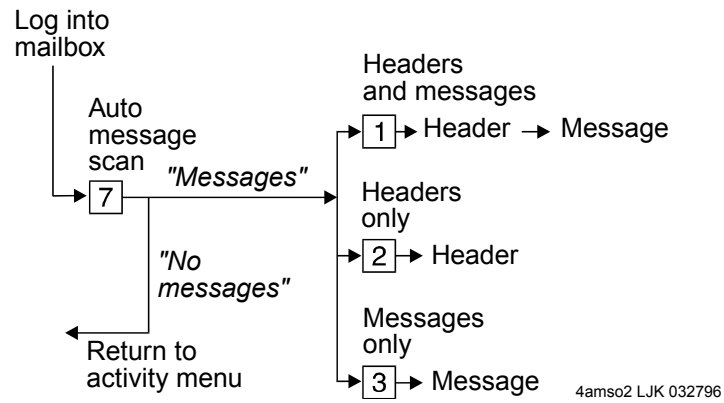 Log into
mailbox
Auto
message
scan
7
"Messages"
"No
messages"
Return to
activity menu
Headers
and messages
1 Header Message
Headers
only
2 Header
Messages
only
3 Message
4amso2 LJK 032796